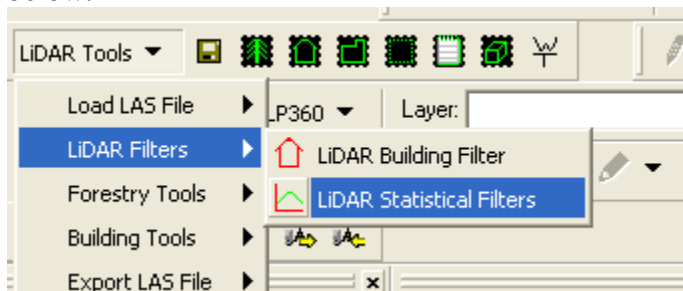 LiDAR Tools
Load LAS File
LP360
Layer:
LiDAR Filters
LiDAR Building Filter
Forestry Tools
LiDAR Statistical Filters
Building Tools
Export LAS File